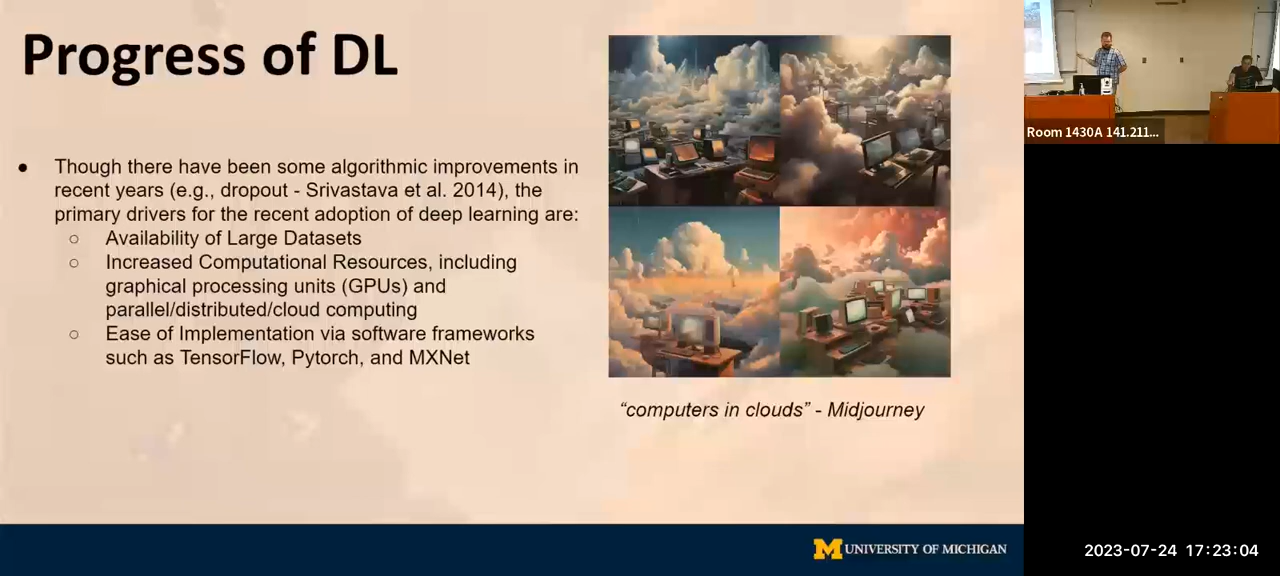 Progress of DL
● Though there have been some algorithmic improvements in
recent years (e.g., dropout - Srivastava et al. 2014), the
primary drivers for the recent adoption of deep learning are:
○ Availability of Large Datasets
○ Increased Computational Resources, including
graphical processing units (GPUs) and
parallel/distributed/cloud computing
○ Ease of Implementation via software frameworks
such as TensorFlow, Pytorch, and MXNet
“computers in clouds” - Midjourney
M UNIVERSITY OF MICHIGAN
Room 1430A 141.211...
2023-07-24 17:23:04